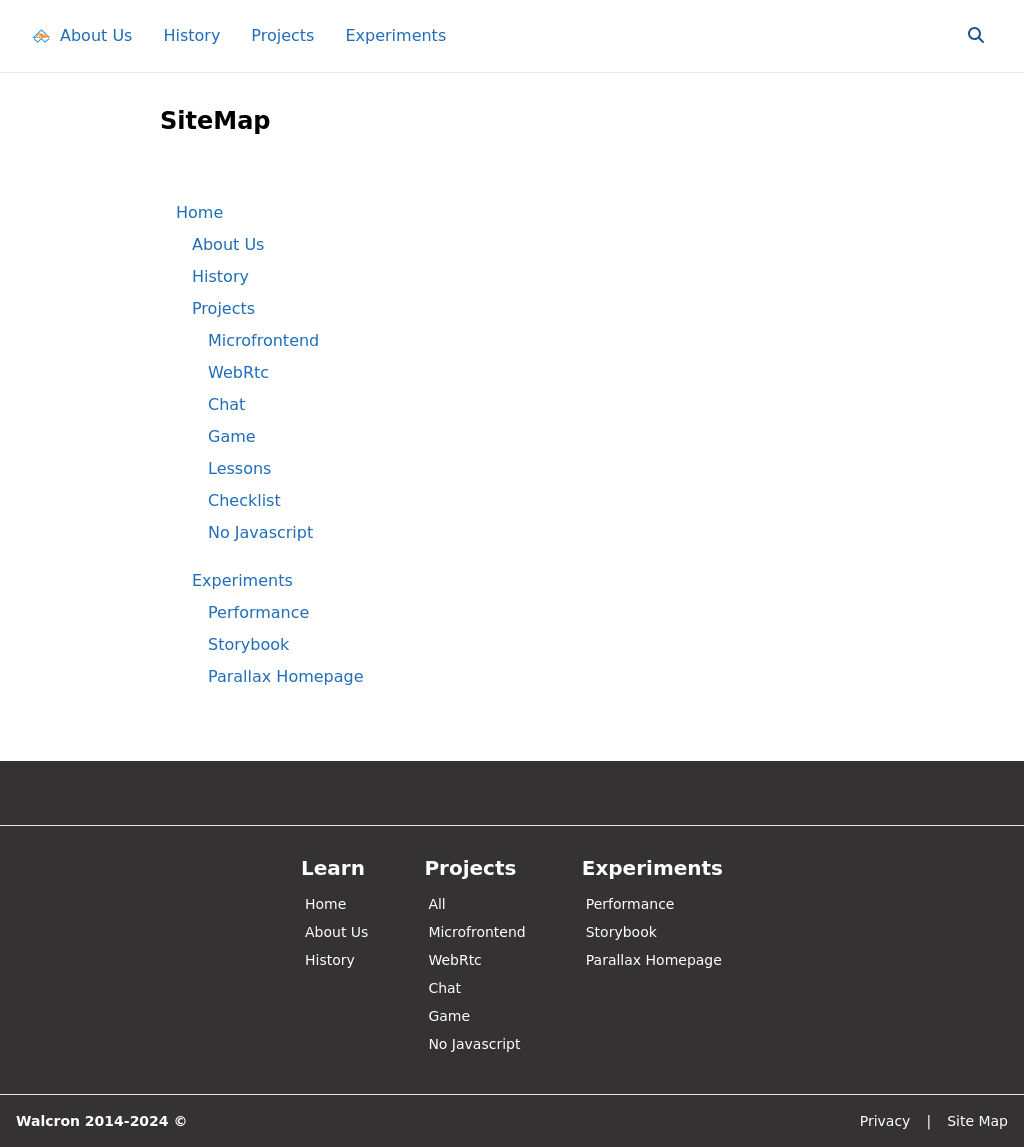 About Us History Projects Experiments
SiteMap
Home
About Us
History
Projects
Microfrontend
WebRtc
Chat
Game
Lessons
Checklist
No Javascript
Experiments
Performance
Storybook
Parallax Homepage
Learn
Home
About Us
History
Projects
All
Microfrontend
WebRtc
Chat
Game
No Javascript
Experiments
Performance
Storybook
Parallax Homepage
Walcron 2014-2024 ©
Privacy | Site Map